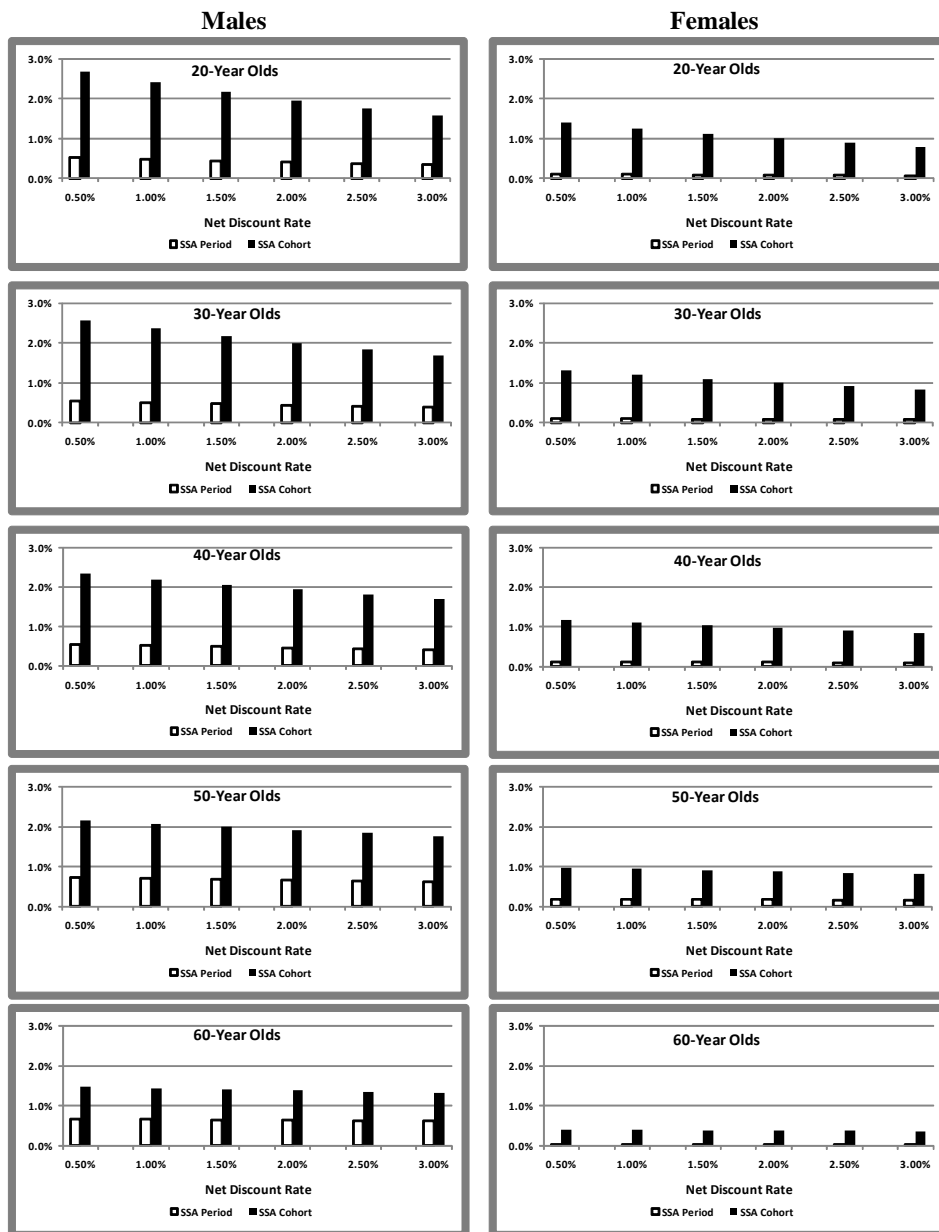 Males
Females
20-Year Olds
3.0%
2.0%
1.0%
0.0%
0.50% 1.00% 1.50% 2.00% 2.50% 3.00%
Net Discount Rate
SSA Period SSA Cohort
20-Year Olds
3.0%
2.0%
1.0%
0.0%
0.50% 1.00% 1.50% 2.00% 2.50% 3.00%
Net Discount Rate
SSA Period SSA Cohort
30-Year Olds
3.0%
2.0%
1.0%
0.0%
0.50% 1.00% 1.50% 2.00% 2.50% 3.00%
Net Discount Rate
SSA Period SSA Cohort
30-Year Olds
3.0%
2.0%
1.0%
0.0%
0.50% 1.00% 1.50% 2.00% 2.50% 3.00%
Net Discount Rate
SSA Period SSA Cohort
40-Year Olds
3.0%
2.0%
1.0%
0.0%
0.50% 1.00% 1.50% 2.00% 2.50% 3.00%
Net Discount Rate
SSA Period SSA Cohort
40-Year Olds
3.0%
2.0%
1.0%
0.0%
0.50% 1.00% 1.50% 2.00% 2.50% 3.00%
Net Discount Rate
SSA Period SSA Cohort
50-Year Olds
3.0%
2.0%
1.0%
0.0%
0.50% 1.00% 1.50% 2.00% 2.50% 3.00%
Net Discount Rate
SSA Period SSA Cohort
50-Year Olds
3.0%
2.0%
1.0%
0.0%
0.50% 1.00% 1.50% 2.00% 2.50% 3.00%
Net Discount Rate
SSA Period SSA Cohort
60-Year Olds
3.0%
2.0%
1.0%
0.0%
0.50% 1.00% 1.50% 2.00% 2.50% 3.00%
Net Discount Rate
SSA Period SSA Cohort
60-Year Olds
3.0%
2.0%
1.0%
0.0%
0.50% 1.00% 1.50% 2.00% 2.50% 3.00%
Net Discount Rate
SSA Period SSA Cohort